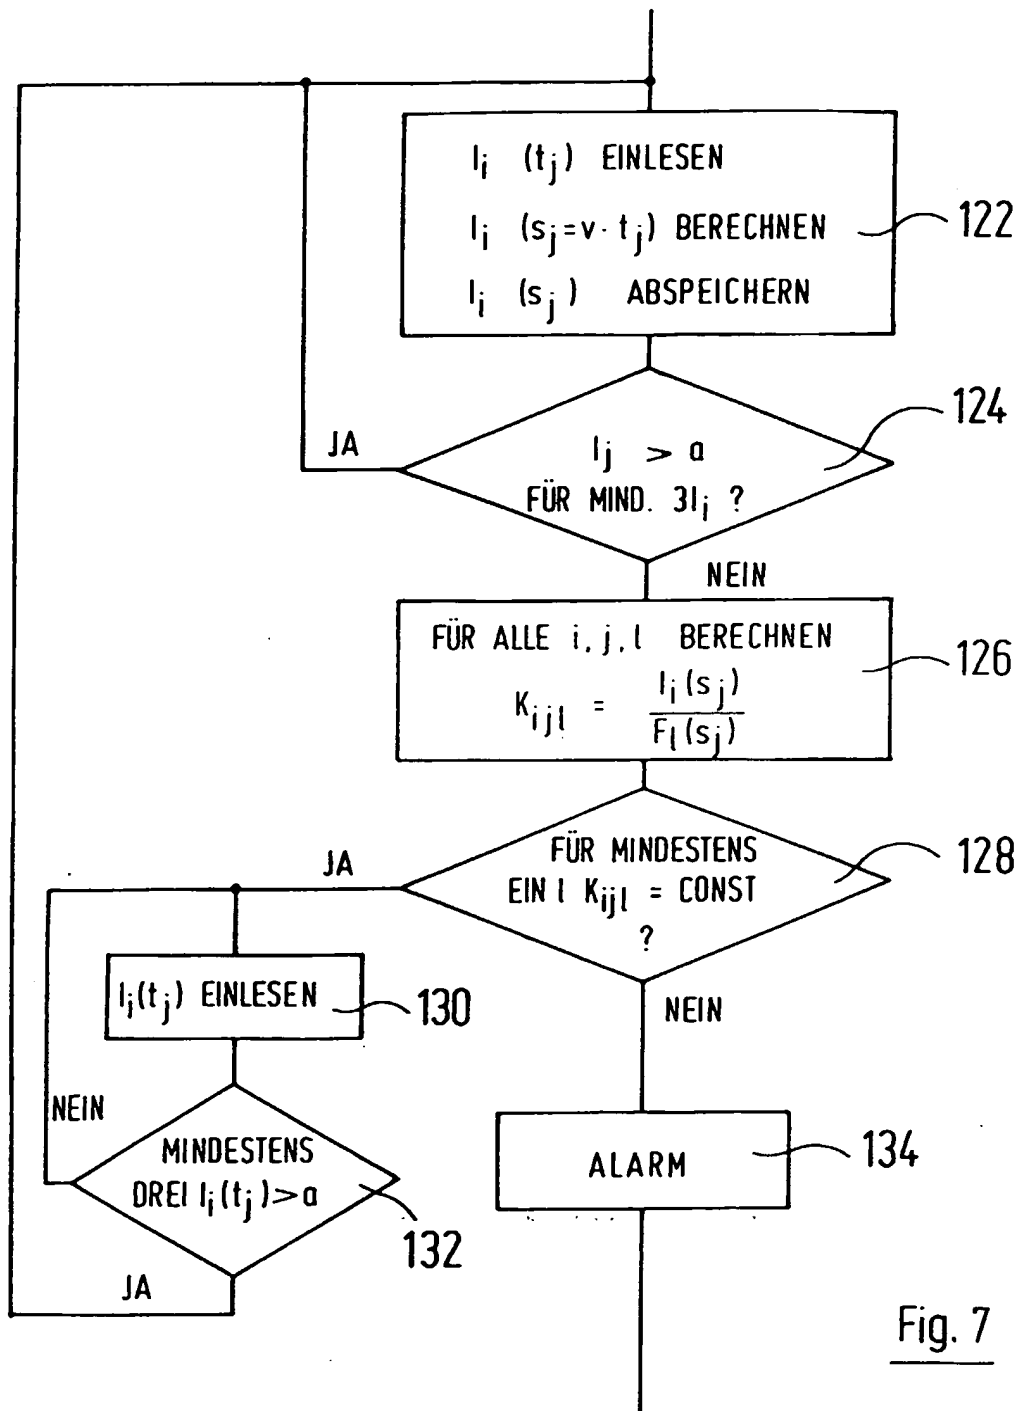 I_i (t_j) EINLESEN
I_i (s_j=v·t_j) BERECHNEN
I_i (s_j) ABSPEICHERN
122
I_j > a
FÜR MIND. 3I_i ?
124
JA
NEIN
FÜR ALLE i, j, l BERECHNEN
K_ijl = I_i(s_j) / F_l(s_j)
126
FÜR MINDESTENS
EIN l K_ijl = CONST
?
128
JA
NEIN
I_j(t_j) EINLESEN
130
NEIN
MINDESTENS
DREI I_i(t_j)>a
132
JA
ALARM
134
Fig. 7